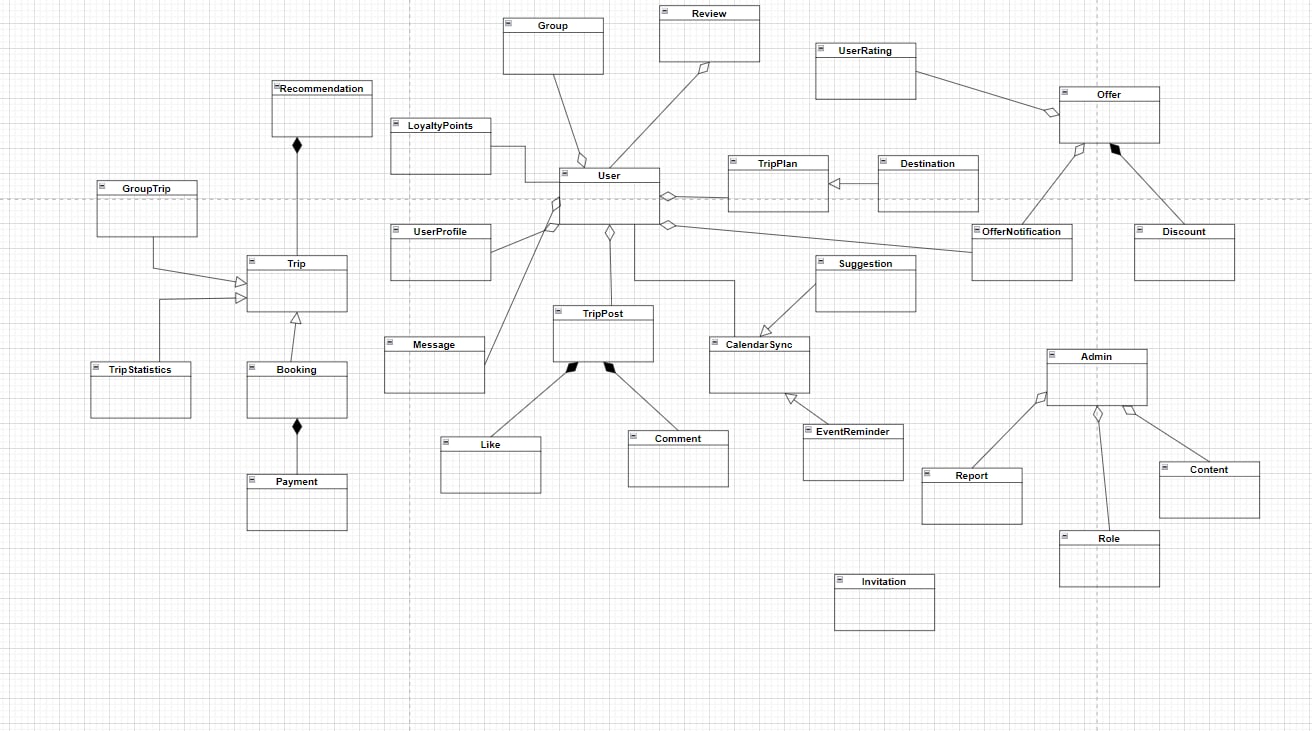 Review
Group
UserRating
Recommendation
Offer
LoyaltyPoints
TripPlan
Destination
User
GroupTrip
UserProfile
OfferNotification
Discount
Trip
Suggestion
TripPost
Message
CalendarSync
Admin
TripStatistics
Booking
EventReminder
Comment
Like
Content
Report
Payment
Role
Invitation